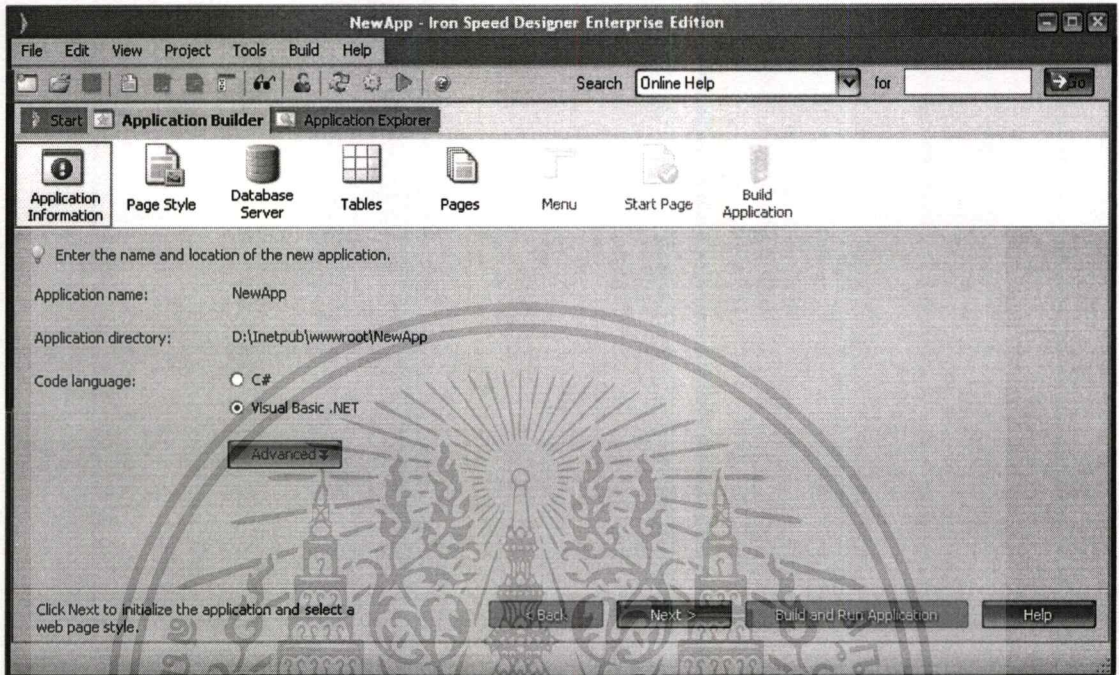 NewApp - Iron Speed Designer Enterprise Edition
File Edit View Project Tools Build Help
Search Online Help for Go
Start Application Builder Application Explorer
Application Information Page Style Database Server Tables Pages Menu Start Page Build Application
Enter the name and location of the new application.
Application name: NewApp
Application directory: D:\Inetpub\wwwroot\NewApp
Code language: C#
Visual Basic .NET
Advanced
Click Next to initialize the application and select a
web page style.
< Back Next > Build and Run Application Help